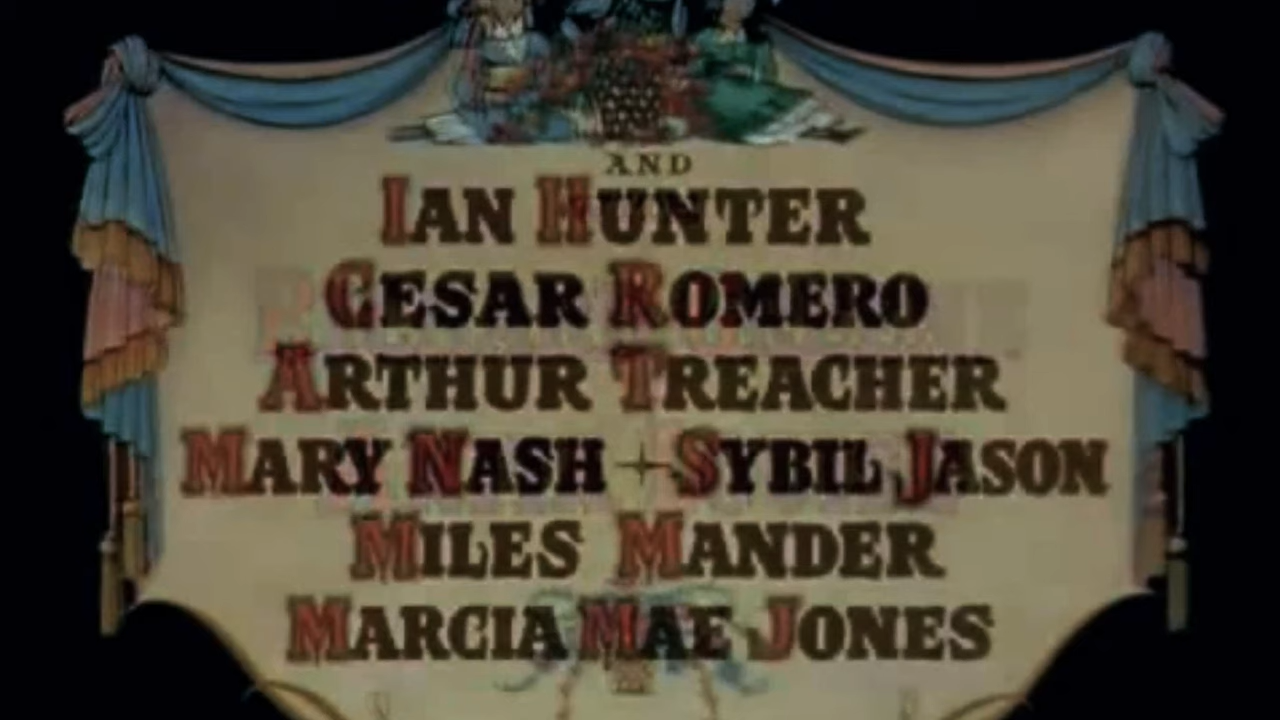 AND
IAN HUNTER
CESAR ROMERO
ARTHUR TREACHER
MARY NASH + SYBIL JASON
MILES MANDER
MARCIA MAE JONES